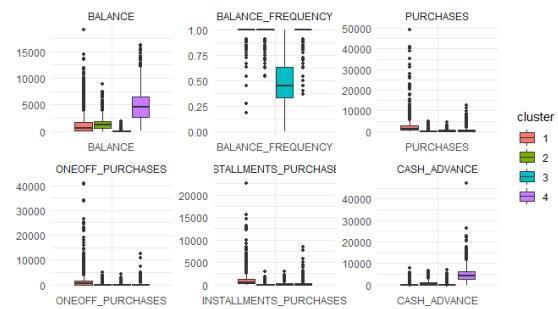 BALANCE
BALANCE_FREQUENCY
PURCHASES
15000
10000
5000
0
1.00
0.75
0.50
0.25
0.00
50000
40000
30000
20000
10000
0
BALANCE
BALANCE_FREQUENCY
PURCHASES
ONEOFF_PURCHASES
STALLMENTS_PURCHASE
CASH_ADVANCE
40000
30000
20000
10000
0
20000
15000
10000
5000
0
40000
30000
20000
10000
0
ONEOFF_PURCHASES
INSTALLMENTS_PURCHASES
CASH_ADVANCE
cluster
1
2
3
4